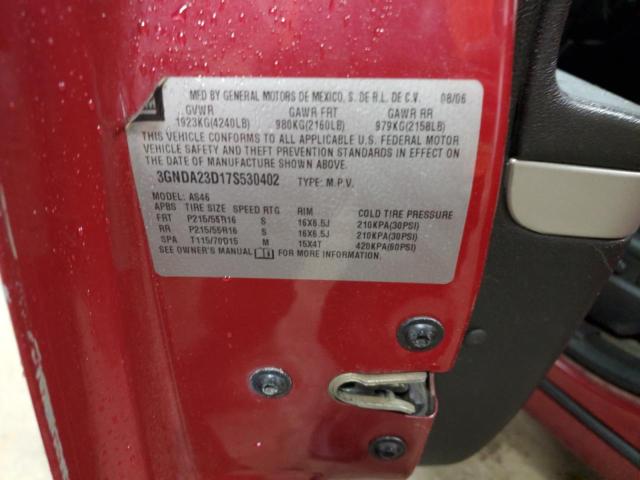 GM
MFD BY GENERAL MOTORS DE MEXICO, S. DE R.L. DE C.V. 08/06
GVWR GAWR FRT GAWR RR
1923KG(4240LB) 980KG(2160LB) 979KG(2158LB)
THIS VEHICLE CONFORMS TO ALL APPLICABLE U.S. FEDERAL MOTOR
VEHICLE SAFETY AND THEFT PREVENTION STANDARDS IN EFFECT ON
THE DATE OF MANUFACTURE SHOWN ABOVE.
3GNDA23D17S530402 TYPE: M.P.V.
MODEL: AS46
APBS TIRE SIZE SPEED RTG RIM COLD TIRE PRESSURE
FRT P215/55R16 S 16X6.5J 210KPA(30PSI)
RR P215/55R16 S 16X6.5J 210KPA(30PSI)
SPA T115/70D15 M 15X4T 420KPA(60PSI)
SEE OWNER'S MANUAL FOR MORE INFORMATION.